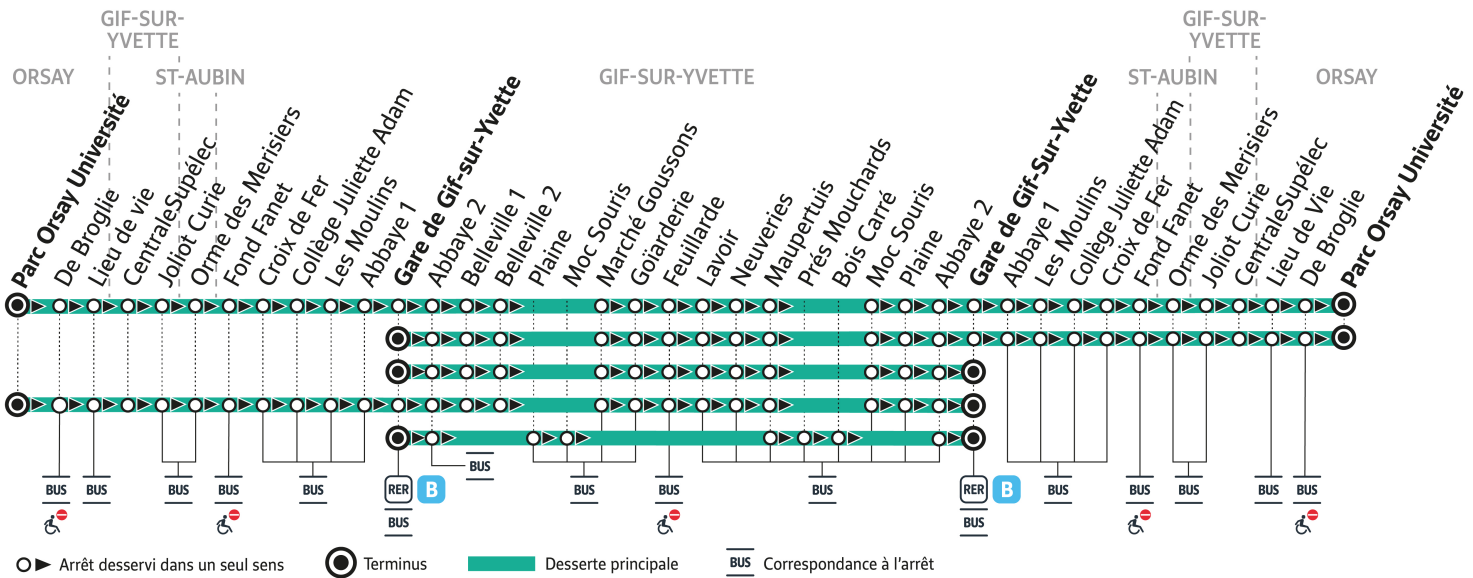 GIF-SUR-
YVETTE
ORSAY
ST-AUBIN
GIF-SUR-YVETTE
GIF-SUR-
YVETTE
ST-AUBIN
ORSAY
Parc Orsay Université
De Broglie
Lieu de vie
CentraleSupélec
Joliot Curie
Orme des Merisiers
Fond Fanet
Croix de Fer
Collège Juliette Adam
Les Moulins
Abbaye 1
Gare de Gif-sur-Yvette
Abbaye 2
Belleville 1
Belleville 2
Plaine
Moc Souris
Marché Goussons
Goïarderie
Feuillarde
Lavoir
Neuveries
Maupertuis
Prés Mouchards
Bois Carré
Moc Souris
Plaine
Abbaye 2
Gare de Gif-Sur-Yvette
Abbaye 1
Les Moulins
Collège Juliette Adam
Croix de Fer
Fond Fanet
Orme des Merisiers
Joliot Curie
CentraleSupélec
Lieu de Vie
De Broglie
Parc Orsay Université
BUS
BUS
BUS
BUS
BUS
BUS
RER B
BUS
BUS
BUS
BUS
BUS
RER B
BUS
BUS
BUS
BUS
BUS
BUS
Arrêt desservi dans un seul sens
Terminus
Desserte principale
BUS Correspondance à l'arrêt